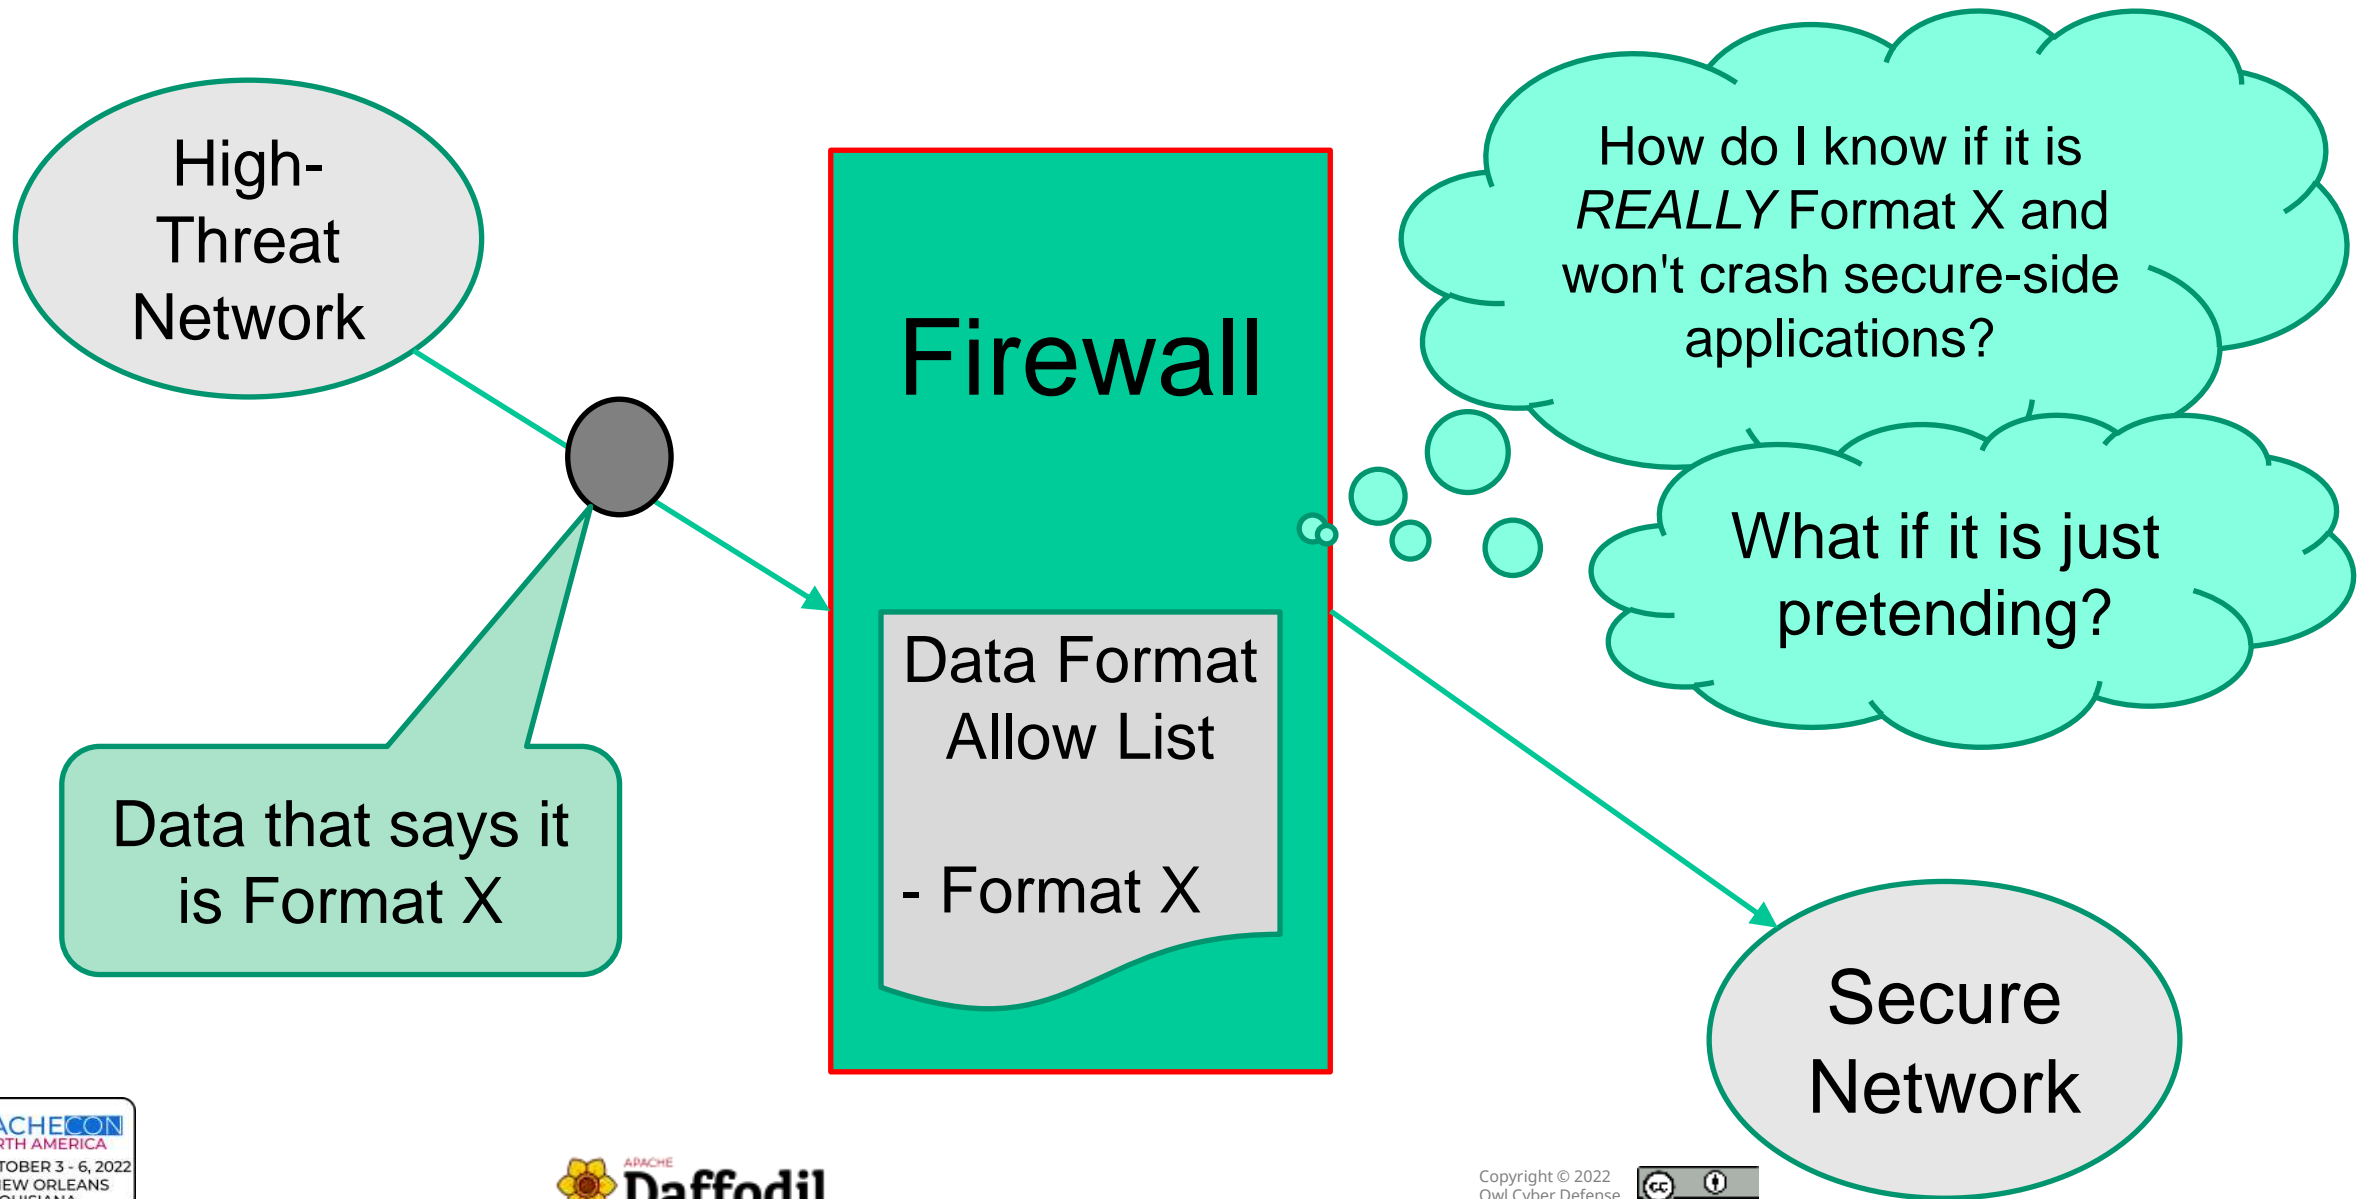 High-
Threat
Network
Firewall
How do I know if it is
REALLY Format X and
won't crash secure-side
applications?
What if it is just
pretending?
Data Format
Allow List
- Format X
Data that says it
is Format X
Secure
Network
ACHECON
RTH AMERICA
TOBER 3 - 6, 2022
EW ORLEANS
APACHE
Daffodil
Copyright © 2022
Owl Cyber Defense
cc